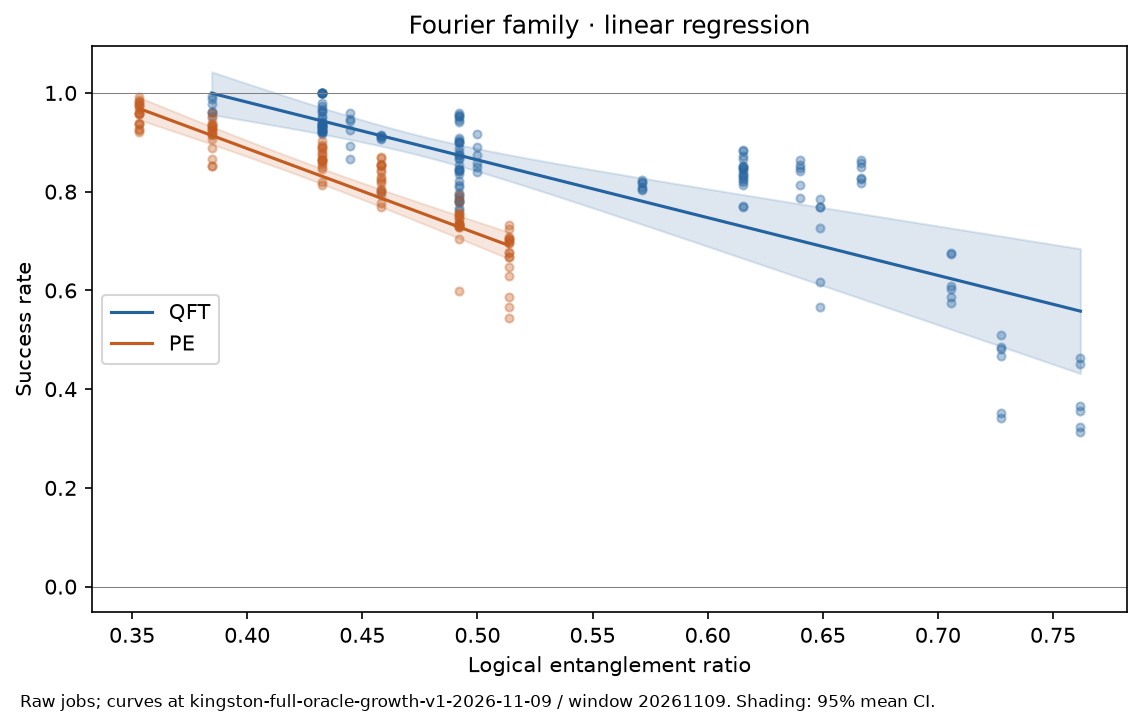 Fourier family · linear regression
Success rate
1.0
0.8
0.6
0.4
0.2
0.0
QFT
PE
0.35 0.40 0.45 0.50 0.55 0.60 0.65 0.70 0.75
Logical entanglement ratio
Raw jobs; curves at kingston-full-oracle-growth-v1-2026-11-09 / window 20261109. Shading: 95% mean CI.